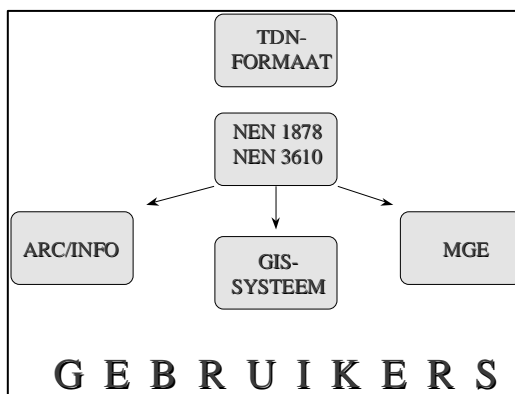 TDN-
FORMAAT
NEN 1878
NEN 3610
ARC/INFO
GIS-
SYSTEEM
MGE
G E B R U I K E R S